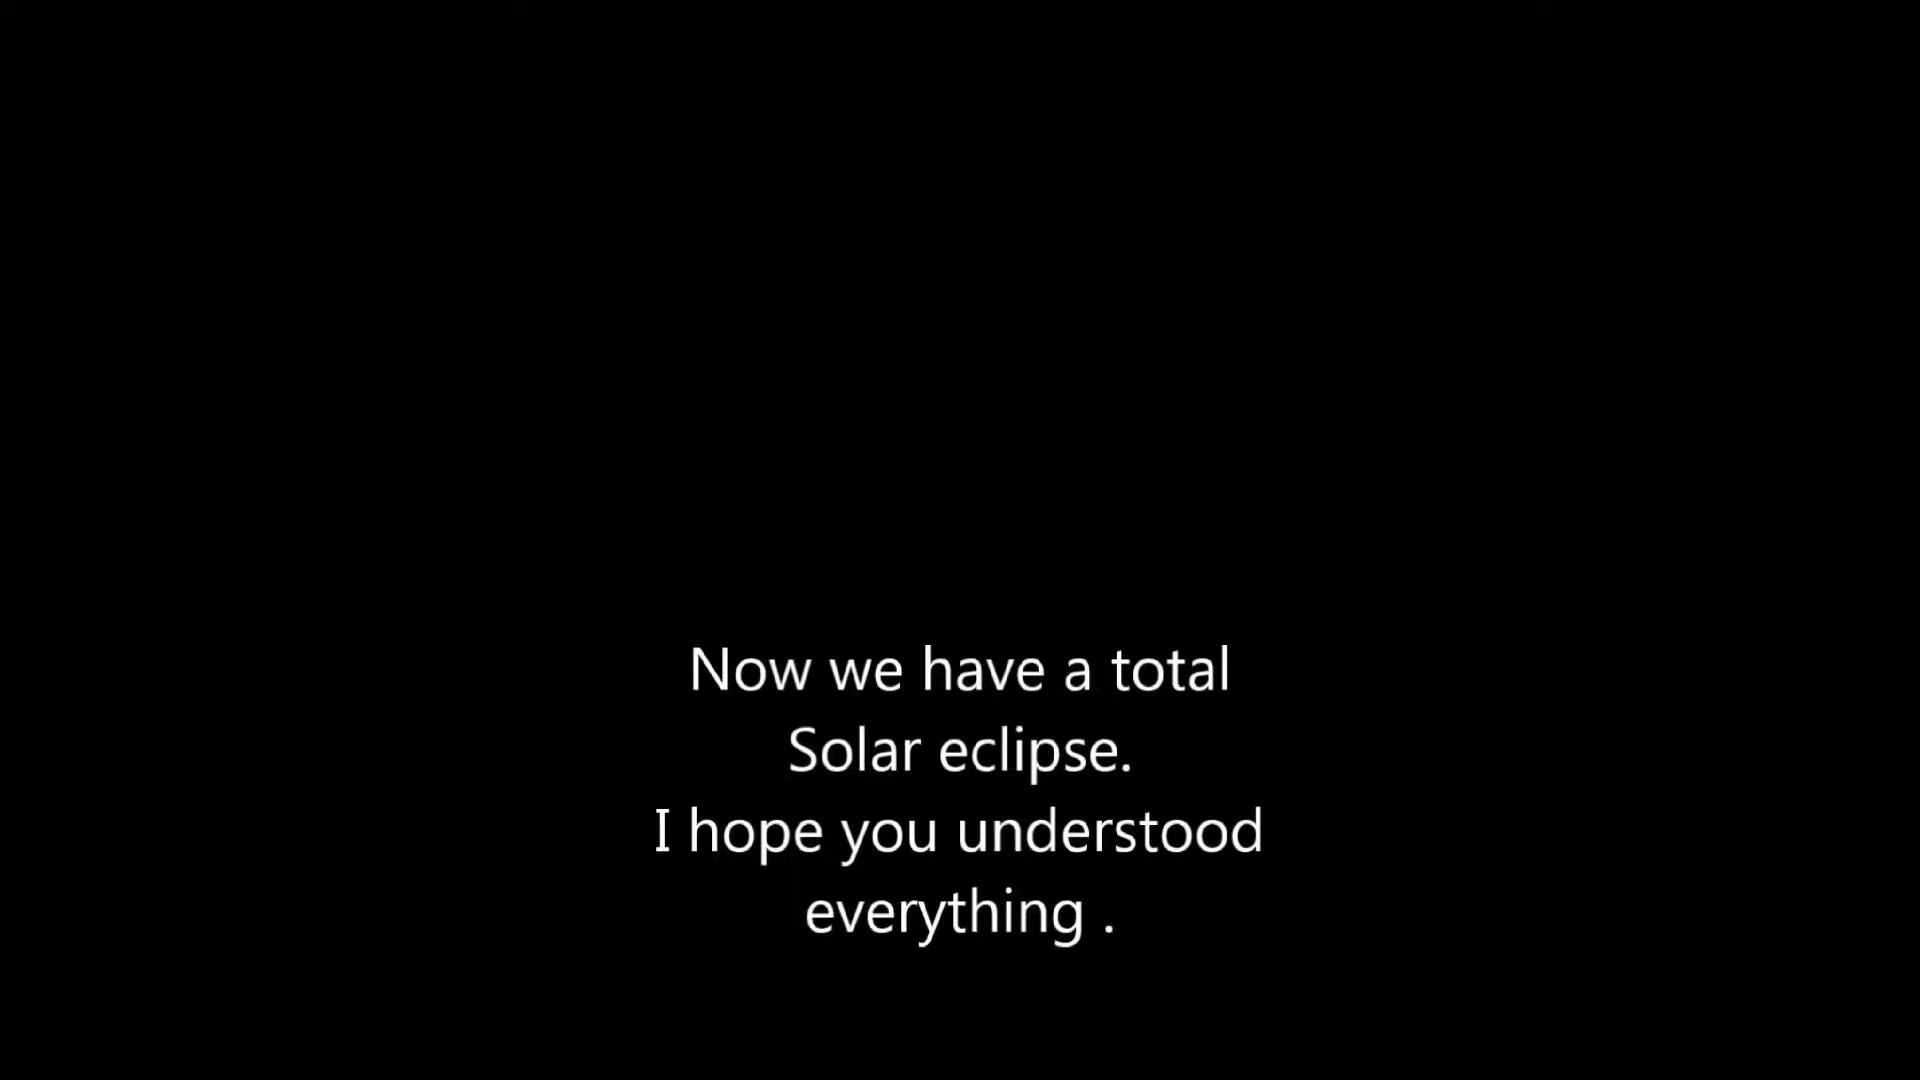 Now we have a total
Solar eclipse.
I hope you understood
everything .